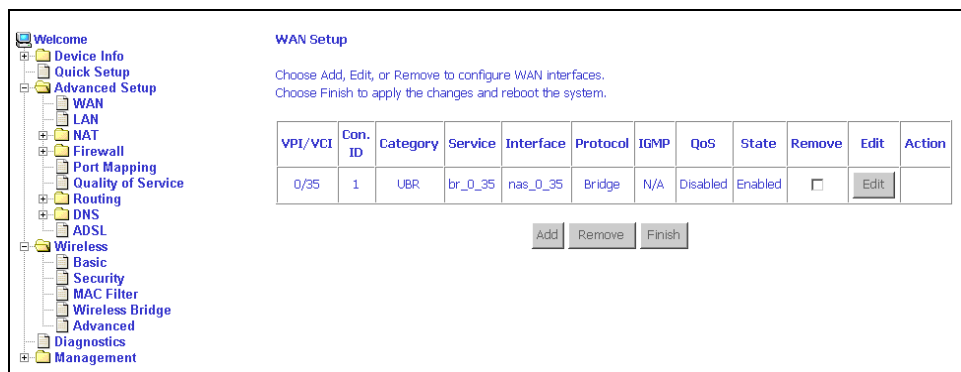 Welcome
Device Info
Quick Setup
Advanced Setup
WAN
LAN
NAT
Firewall
Port Mapping
Quality of Service
Routing
DNS
ADSL
Wireless
Basic
Security
MAC Filter
Wireless Bridge
Advanced
Diagnostics
Management
WAN Setup
Choose Add, Edit, or Remove to configure WAN interfaces.
Choose Finish to apply the changes and reboot the system.
VPI/VCI Con. ID Category Service Interface Protocol IGMP QoS State Remove Edit Action
0/35 1 UBR br_0_35 nas_0_35 Bridge N/A Disabled Enabled Edit
Add Remove Finish